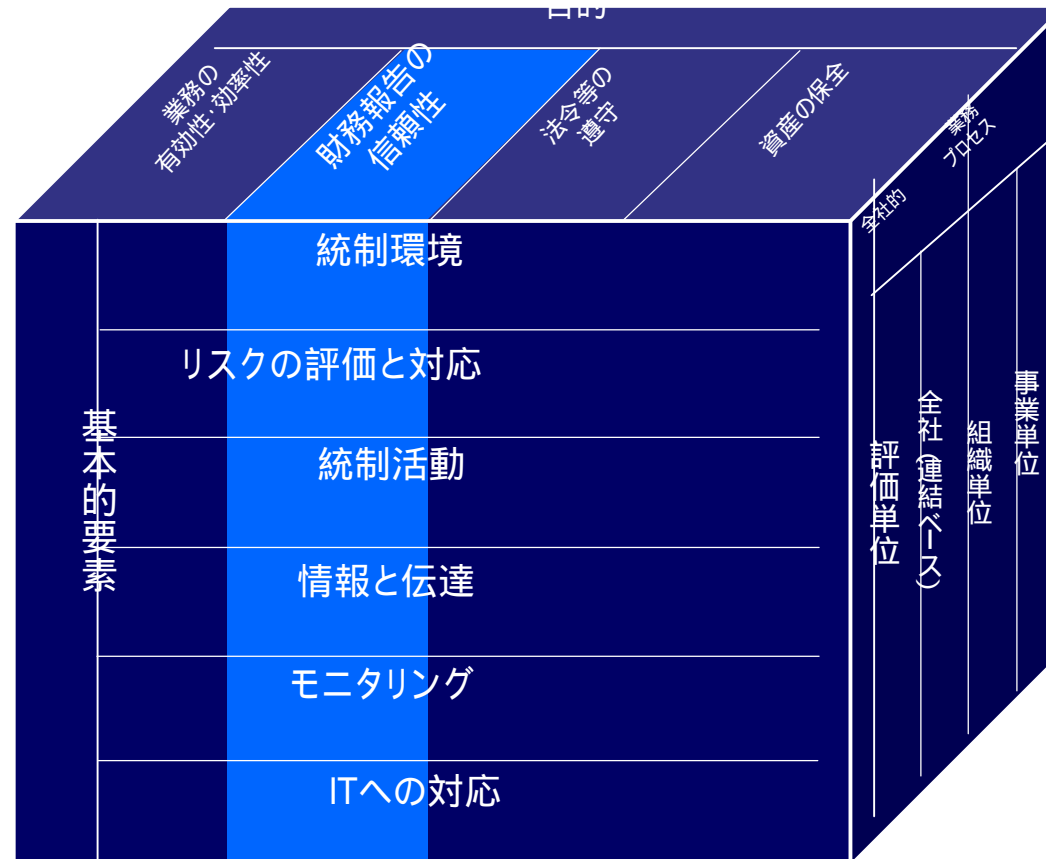 目的
業務の
有効性・効率性
財務報告の
信頼性
法令等の
遵守
資産の保全
全社的
業務
プロセス
基本的要素
統制環境
リスクの評価と対応
統制活動
情報と伝達
モニタリング
ITへの対応
評価単位
全社(連結ベース)
組織単位
事業単位